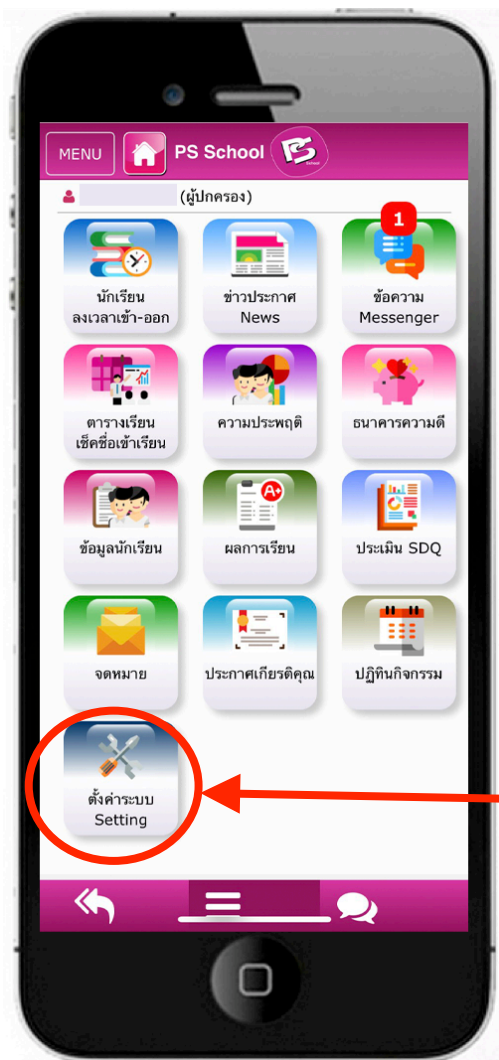 MENU PS School PS School
(ผู้ปกครอง)
1
นักเรียน
ลงเวลาเข้า-ออก
ข่าวประกาศ
News
ข้อความ
Messenger
ตารางเรียน
เช็คชื่อเข้าเรียน
ความประพฤติ
ธนาคารความดี
A+
ข้อมูลนักเรียน
ผลการเรียน
ประเมิน SDQ
จดหมาย
ประกาศเกียรติคุณ
ปฏิทินกิจกรรม
ตั้งค่าระบบ
Setting